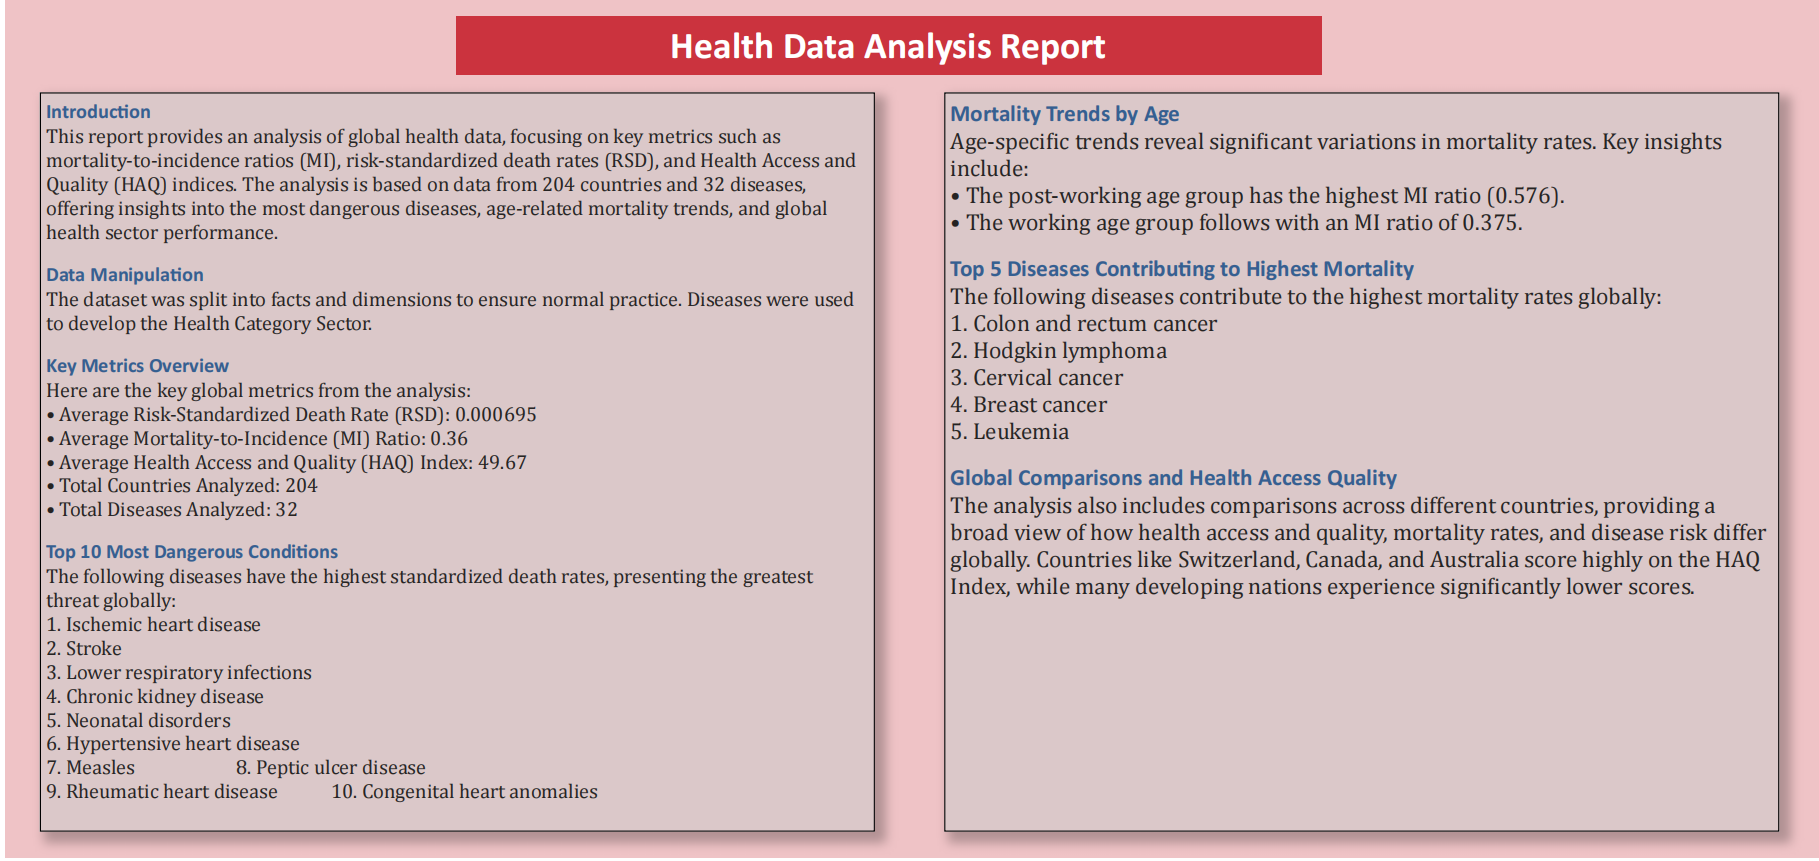 Health Data Analysis Report
Introduction
This report provides an analysis of global health data, focusing on key metrics such as
mortality-to-incidence ratios (MI), risk-standardized death rates (RSD), and Health Access and
Quality (HAQ) indices. The analysis is based on data from 204 countries and 32 diseases,
offering insights into the most dangerous diseases, age-related mortality trends, and global
health sector performance.
Data Manipulation
The dataset was split into facts and dimensions to ensure normal practice. Diseases were used
to develop the Health Category Sector.
Key Metrics Overview
Here are the key global metrics from the analysis:
• Average Risk-Standardized Death Rate (RSD): 0.000695
• Average Mortality-to-Incidence (MI) Ratio: 0.36
• Average Health Access and Quality (HAQ) Index: 49.67
• Total Countries Analyzed: 204
• Total Diseases Analyzed: 32
Top 10 Most Dangerous Conditions
The following diseases have the highest standardized death rates, presenting the greatest
threat globally:
1. Ischemic heart disease
2. Stroke
3. Lower respiratory infections
4. Chronic kidney disease
5. Neonatal disorders
6. Hypertensive heart disease
7. Measles 8. Peptic ulcer disease
9. Rheumatic heart disease 10. Congenital heart anomalies
Mortality Trends by Age
Age-specific trends reveal significant variations in mortality rates. Key insights
include:
• The post-working age group has the highest MI ratio (0.576).
• The working age group follows with an MI ratio of 0.375.
Top 5 Diseases Contributing to Highest Mortality
The following diseases contribute to the highest mortality rates globally:
1. Colon and rectum cancer
2. Hodgkin lymphoma
3. Cervical cancer
4. Breast cancer
5. Leukemia
Global Comparisons and Health Access Quality
The analysis also includes comparisons across different countries, providing a
broad view of how health access and quality, mortality rates, and disease risk differ
globally. Countries like Switzerland, Canada, and Australia score highly on the HAQ
Index, while many developing nations experience significantly lower scores.